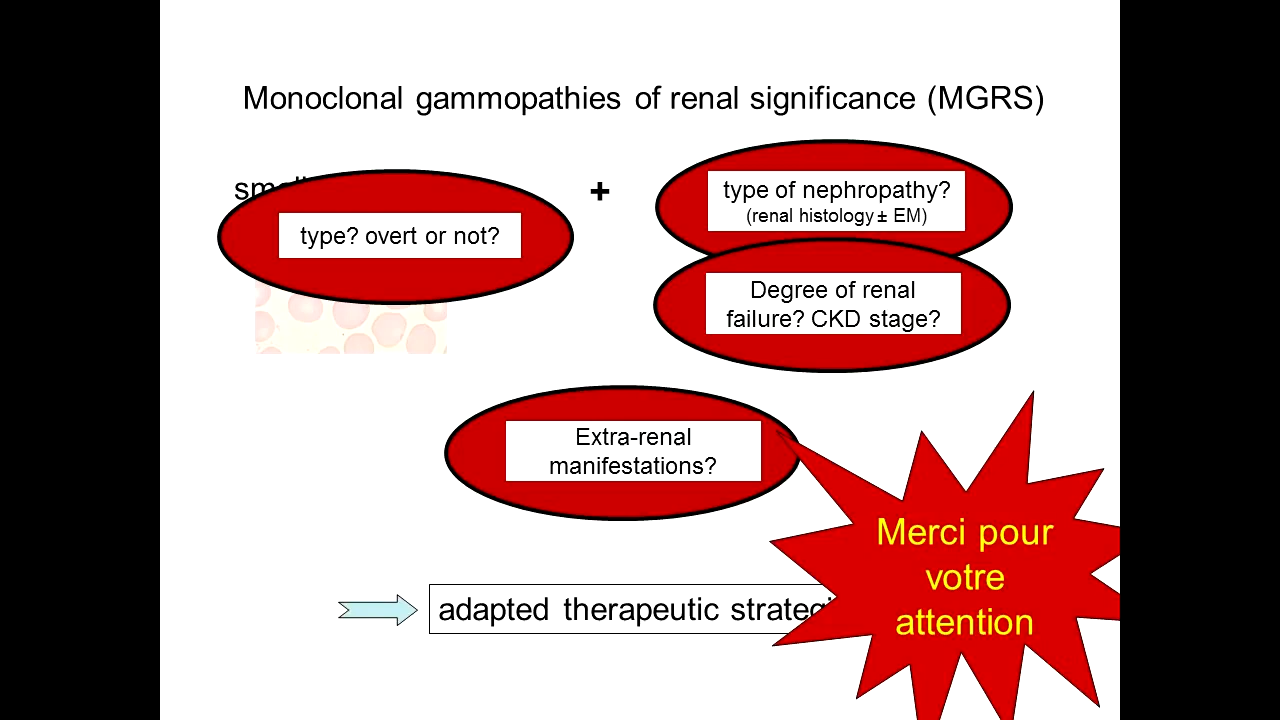 Monoclonal gammopathies of renal significance (MGRS)
+
type of nephropathy?
(renal histology ± EM)
type? overt or not?
Degree of renal
failure? CKD stage?
Extra-renal
manifestations?
Merci pour
votre
attention
adapted therapeutic